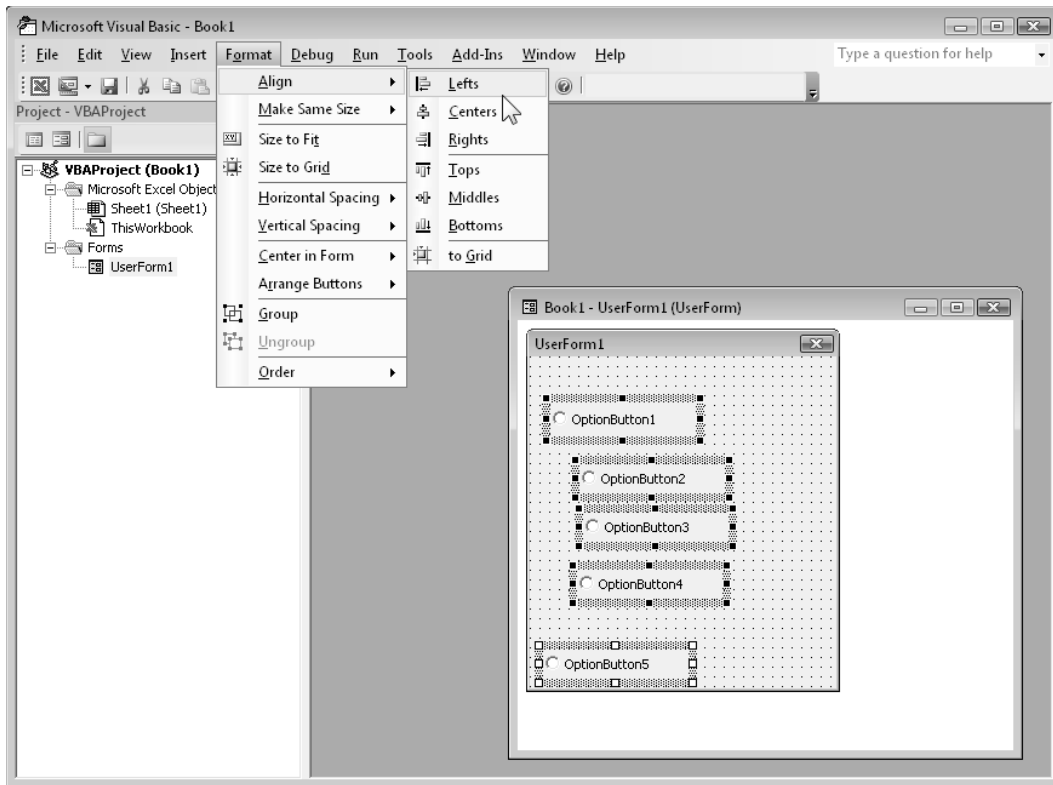 Microsoft Visual Basic - Book1
File Edit View Insert Format Debug Run Tools Add-Ins Window Help
Type a question for help
Project - VBAProject
VBAProject (Book1)
Microsoft Excel Object
Sheet1 (Sheet1)
ThisWorkbook
Forms
UserForm1
Align
Make Same Size
Size to Fit
Size to Grid
Horizontal Spacing
Vertical Spacing
Center in Form
Arrange Buttons
Group
Ungroup
Order
Lefts
Centers
Rights
Tops
Middles
Bottoms
to Grid
Book1 - UserForm1 (UserForm)
UserForm1
OptionButton1
OptionButton2
OptionButton3
OptionButton4
OptionButton5